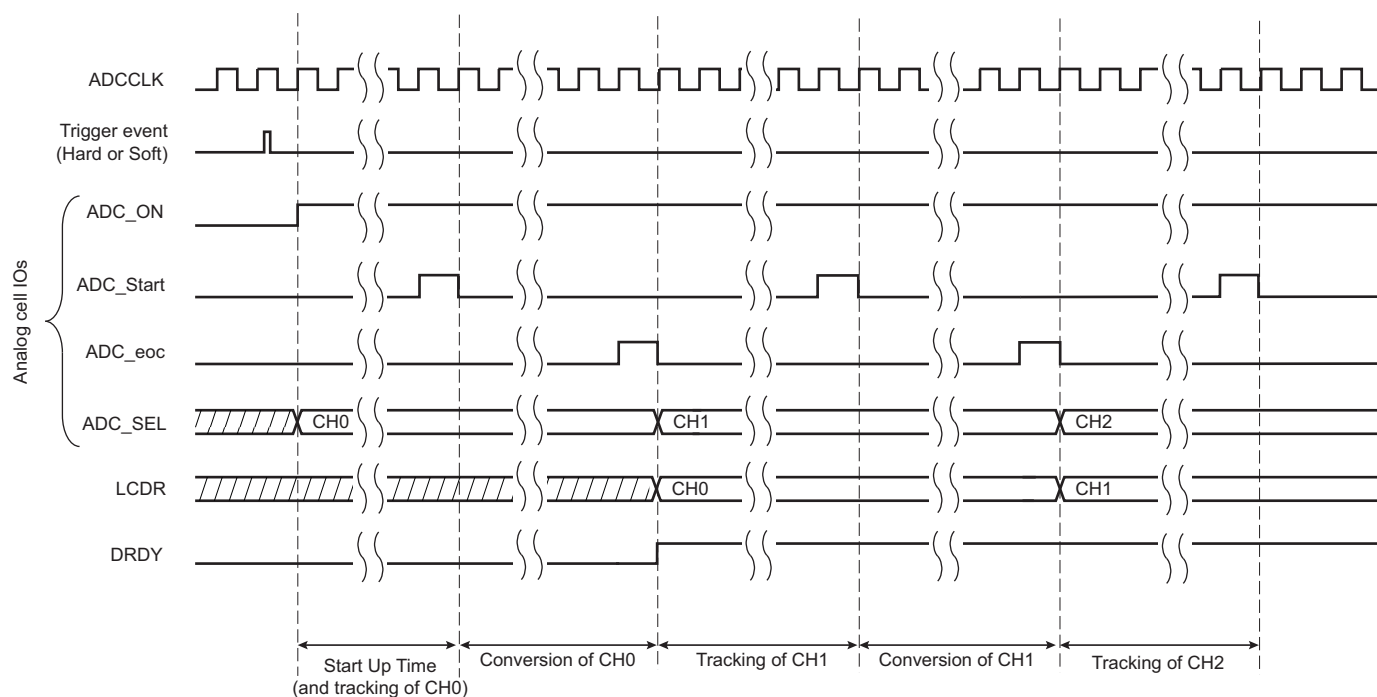 ADCCLK
Trigger event
(Hard or Soft)
Analog cell IOs
ADC_ON
ADC_Start
ADC_eoc
ADC_SEL
CH0
CH1
CH2
LCDR
CH0
CH1
DRDY
Start Up Time
(and tracking of CH0)
Conversion of CH0
Tracking of CH1
Conversion of CH1
Tracking of CH2